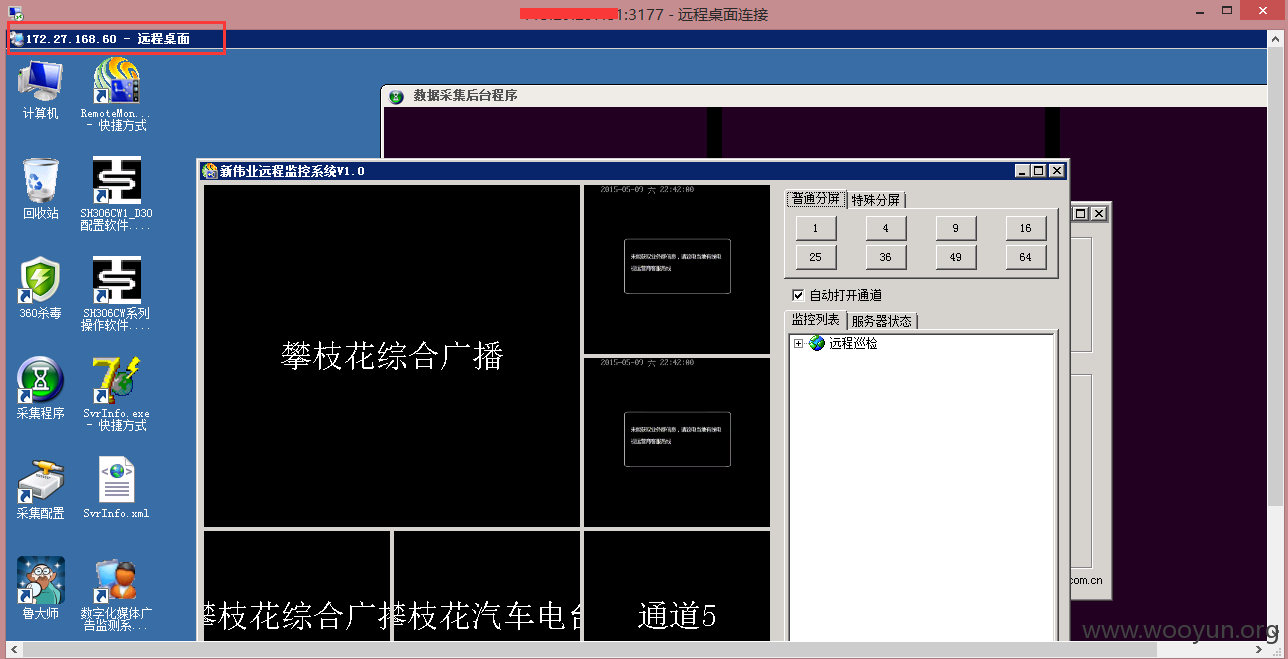 1:3177 - 远程桌面连接
172.27.168.60 - 远程桌面
计算机
RemoteMon...
- 快捷方式
回收站
SH306CW1_D30
配置软件....
360杀毒
SH306CW系列
操作软件....
采集程序
SvrInfo.exe
- 快捷方式
采集配置
SvrInfo.xml
鲁大师
数字化媒体广
告监测系...
数据采集后台程序
新伟业远程监控系统V1.0
攀枝花综合广播
2015-05-09 六 22:42:00
2015-05-09 六 22:42:00
攀枝花综合广播
攀枝花汽车电台
通道5
普通分屏
特殊分屏
1
4
9
16
25
36
49
64
自动打开通道
监控列表
服务器状态
远程巡检
com.cn
www.wooyun.org